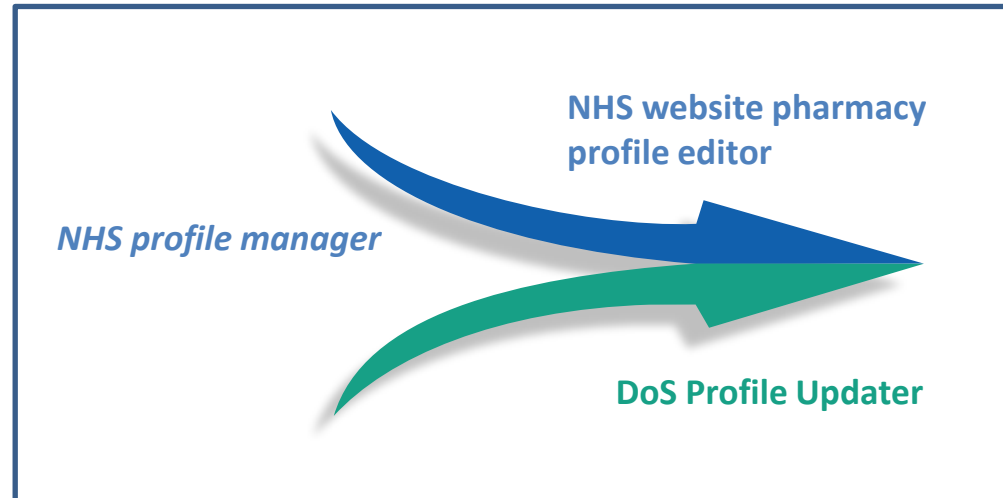 NHS website pharmacy
profile editor
NHS profile manager
DoS Profile Updater